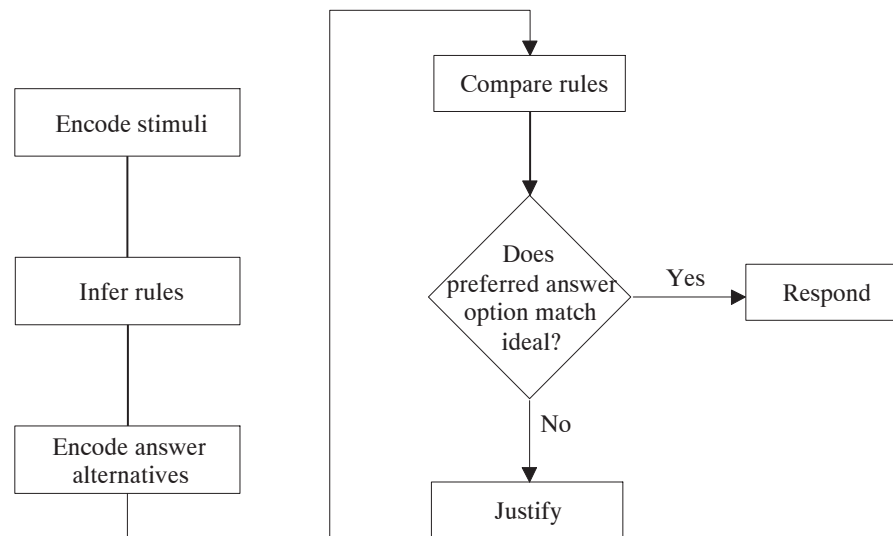 Encode stimuli
Infer rules
Encode answer
alternatives
Compare rules
Does
preferred answer
option match
ideal?
Yes
Respond
No
Justify